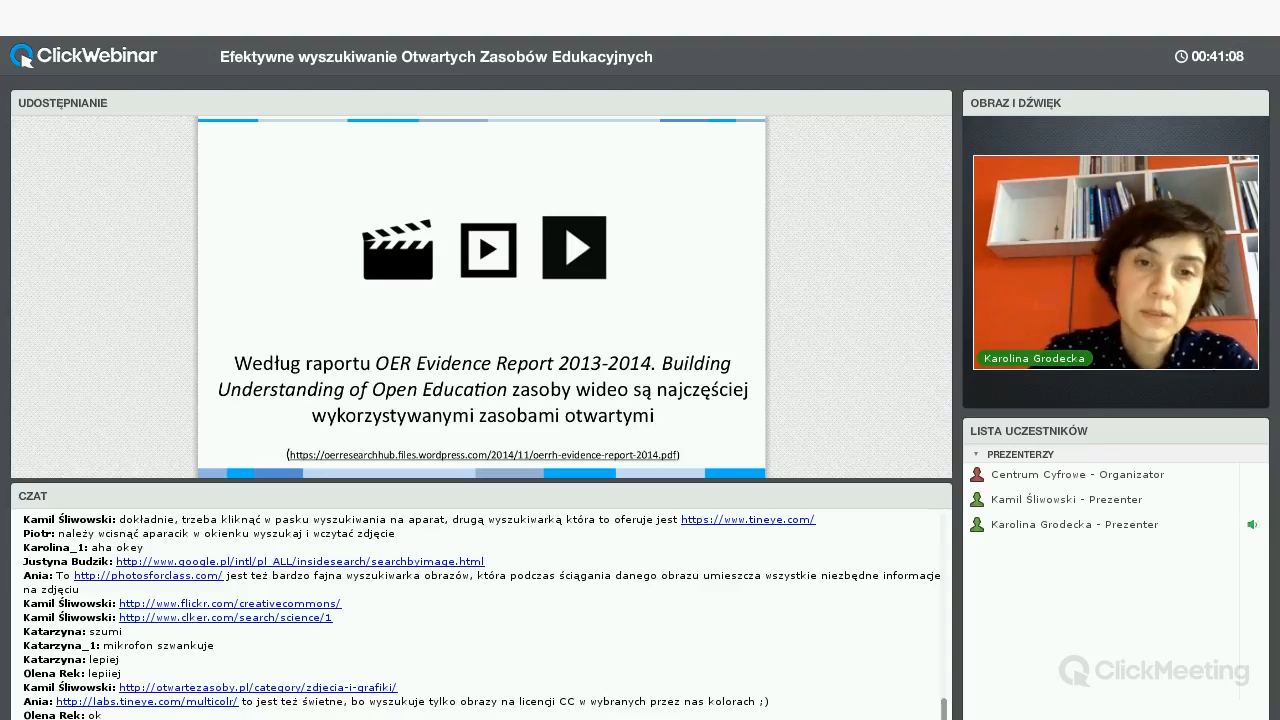 ClickWebinar
Efektywne wyszukiwanie Otwartych Zasobów Edukacyjnych
00:41:08
UDOSTĘPNIANIE
Według raportu OER Evidence Report 2013-2014. Building
Understanding of Open Education zasoby wideo są najczęściej
wykorzystywanymi zasobami otwartymi
(https://oerresearchhub.files.wordpress.com/2014/11/oerrh-evidence-report-2014.pdf)
OBRAZ I DŹWIĘK
Karolina Grodecka
LISTA UCZESTNIKÓW
PREZENTERZY
Centrum Cyfrowe - Organizator
Kamil Śliwowski - Prezenter
Karolina Grodecka - Prezenter
ClickMeeting
CZAT
Kamil Śliwowski: dokładnie, trzeba kliknąć w pasku wyszukiwania na aparat, drugą wyszukiwarką która to oferuje jest https://www.tineye.com/
Piotr: należy wcisnąć aparacik w okienku wyszukaj i wczytać zdjęcie
Karolina_1: aha okey
Justyna Budzik: http://www.google.pl/intl/pl_ALL/insidesearch/searchbyimage.html
Ania: To http://photosforclass.com/ jest też bardzo fajna wyszukiwarka obrazów, która podczas ściągania danego obrazu umieszcza wszystkie niezbędne informacje
na zdjęciu
Kamil Śliwowski: http://www.flickr.com/creativecommons/
Kamil Śliwowski: http://www.clker.com/search/science/1
Katarzyna: szumi
Katarzyna_1: mikrofon szwankuje
Katarzyna: lepiej
Olena Rek: lepiiej
Kamil Śliwowski: http://otwartezasoby.pl/category/zdjecia-i-grafiki/
Ania: http://labs.tineye.com/multicolr/ to jest też świetne, bo wyszukuje tylko obrazy na licencji CC w wybranych przez nas kolorach ;)
Olena Rek: ok